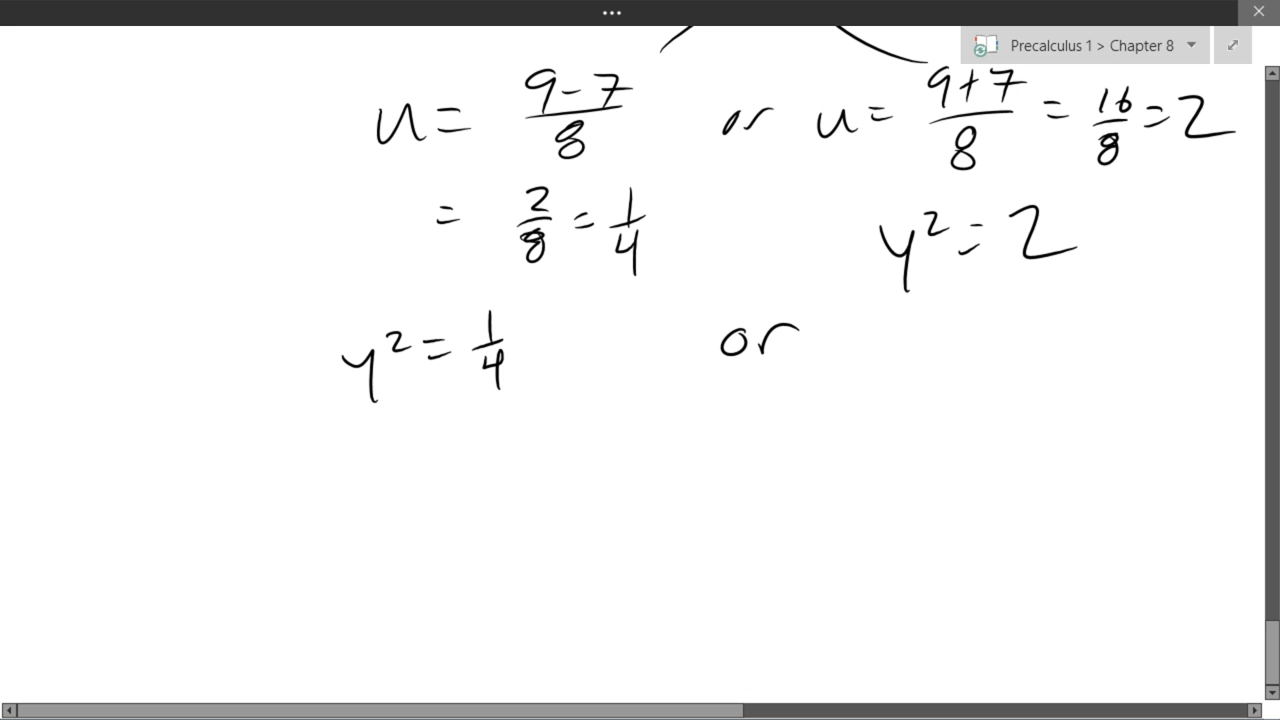 Precalculus 1 > Chapter 8
u = 9-7/8 or u = 9+7/8 = 16/8 = 2
= 2/8 = 1/4
y² = 2
y² = 1/4 or